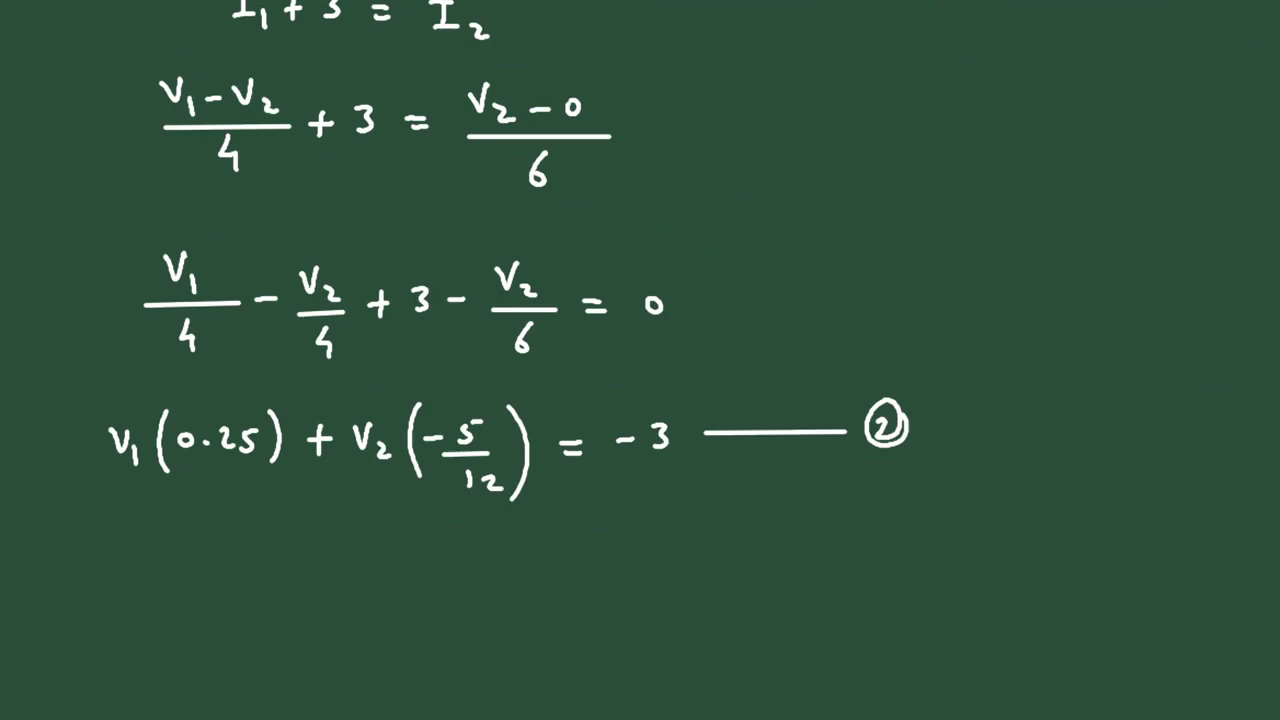 I₁ + 3 = I₂
(V₁ - V₂)/4 + 3 = (V₂ - 0)/6
V₁/4 - V₂/4 + 3 - V₂/6 = 0
V₁(0.25) + V₂(-5/12) = -3 ——— ②